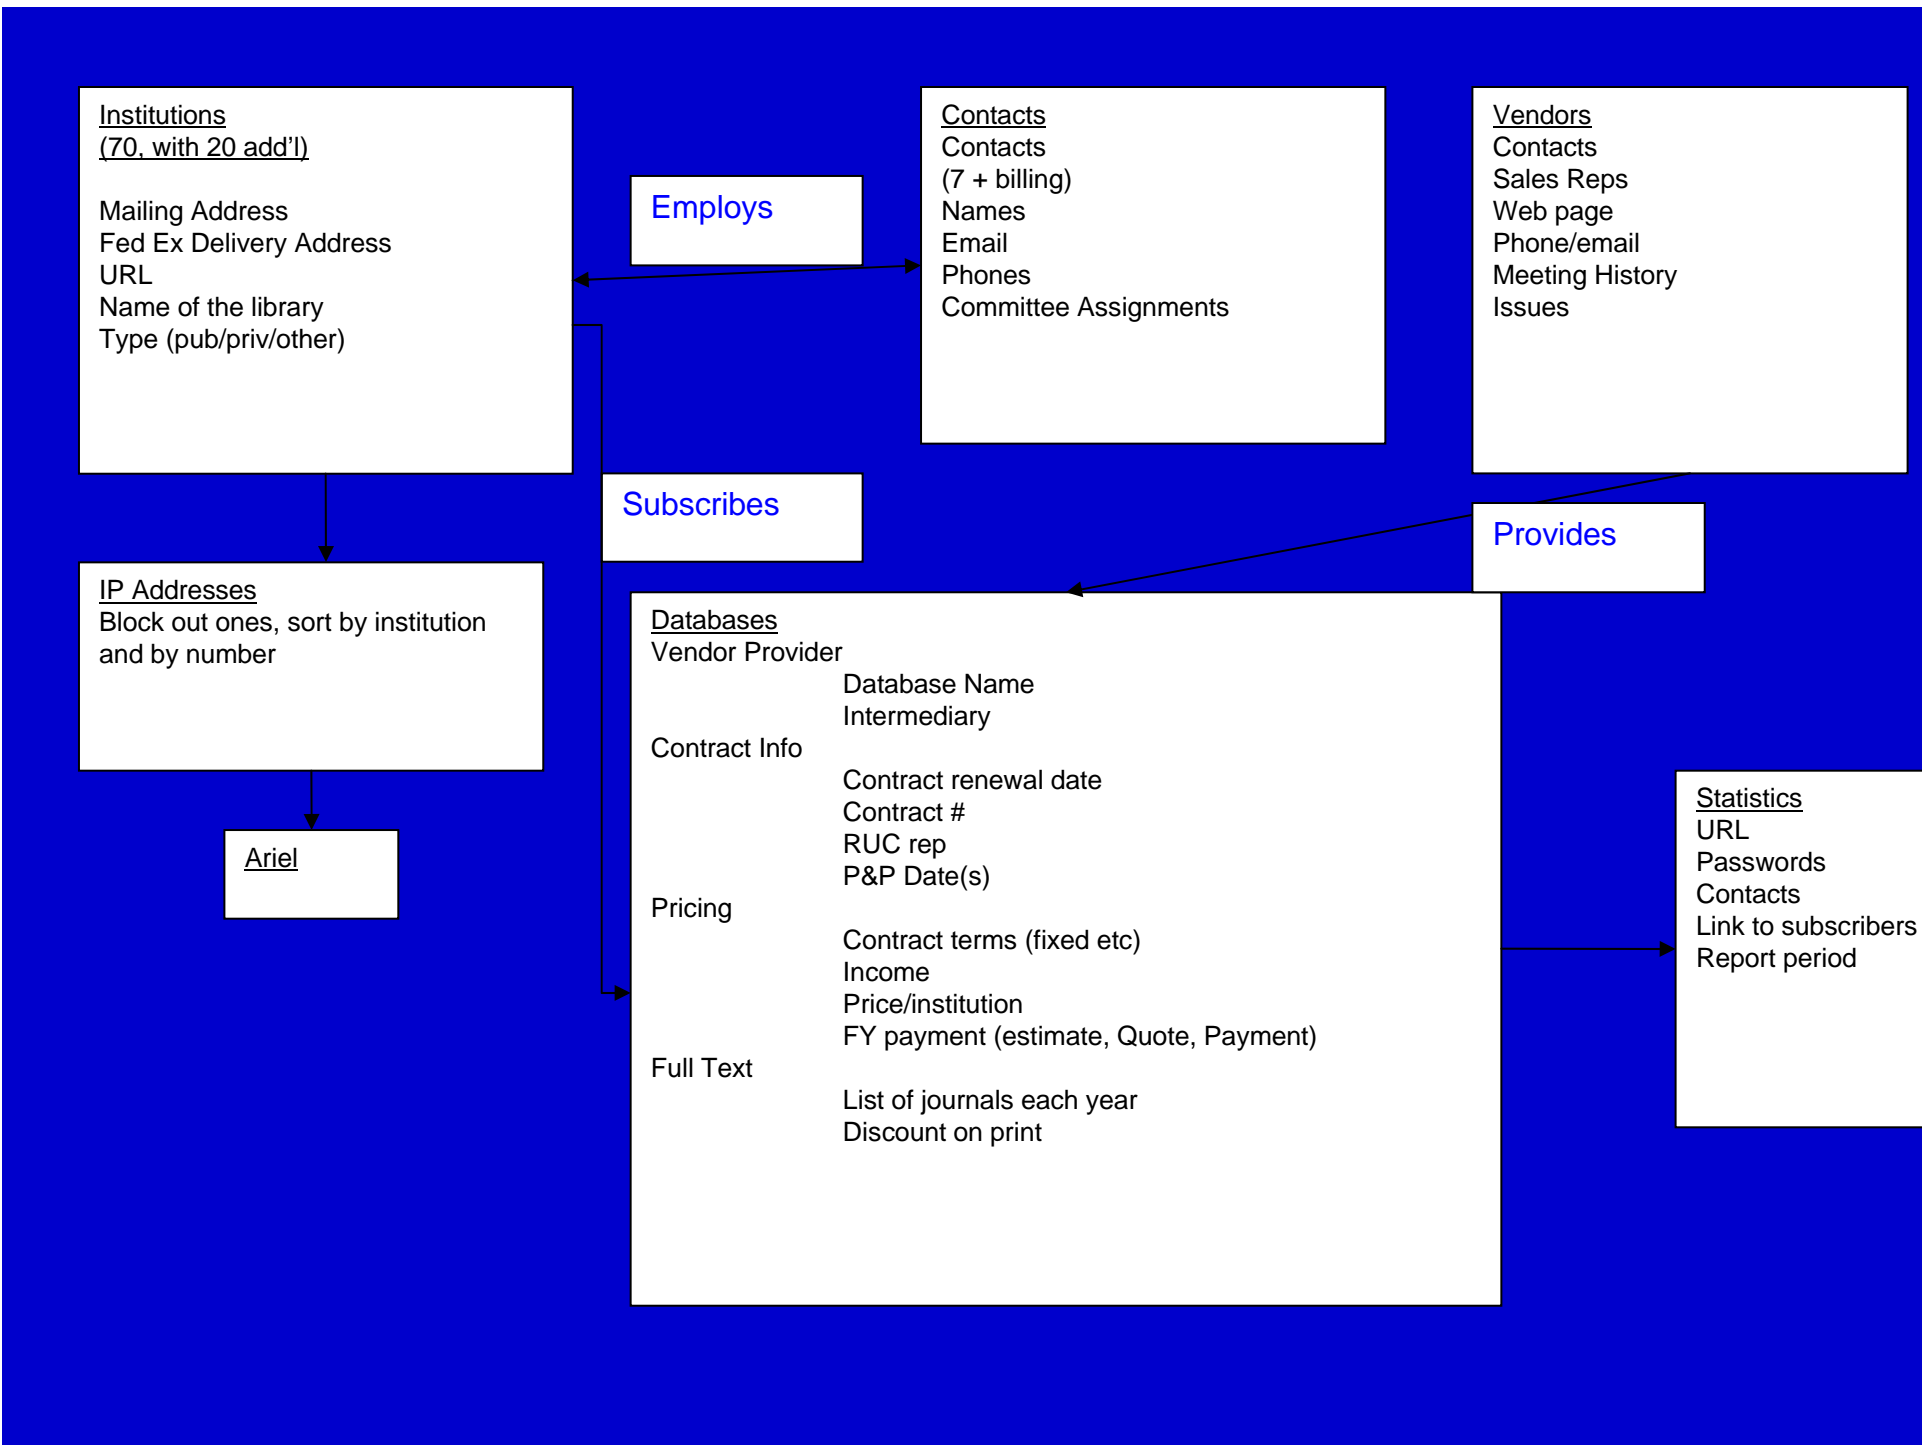 Institutions
(70, with 20 add'l)
Mailing Address
Fed Ex Delivery Address
URL
Name of the library
Type (pub/priv/other)
Employs
Contacts
Contacts
(7 + billing)
Names
Email
Phones
Committee Assignments
Vendors
Contacts
Sales Reps
Web page
Phone/email
Meeting History
Issues
Subscribes
Provides
IP Addresses
Block out ones, sort by institution
and by number
Ariel
Databases
Vendor Provider
Database Name
Intermediary
Contract Info
Contract renewal date
Contract #
RUC rep
P&P Date(s)
Pricing
Contract terms (fixed etc)
Income
Price/institution
FY payment (estimate, Quote, Payment)
Full Text
List of journals each year
Discount on print
Statistics
URL
Passwords
Contacts
Link to subscribers
Report period